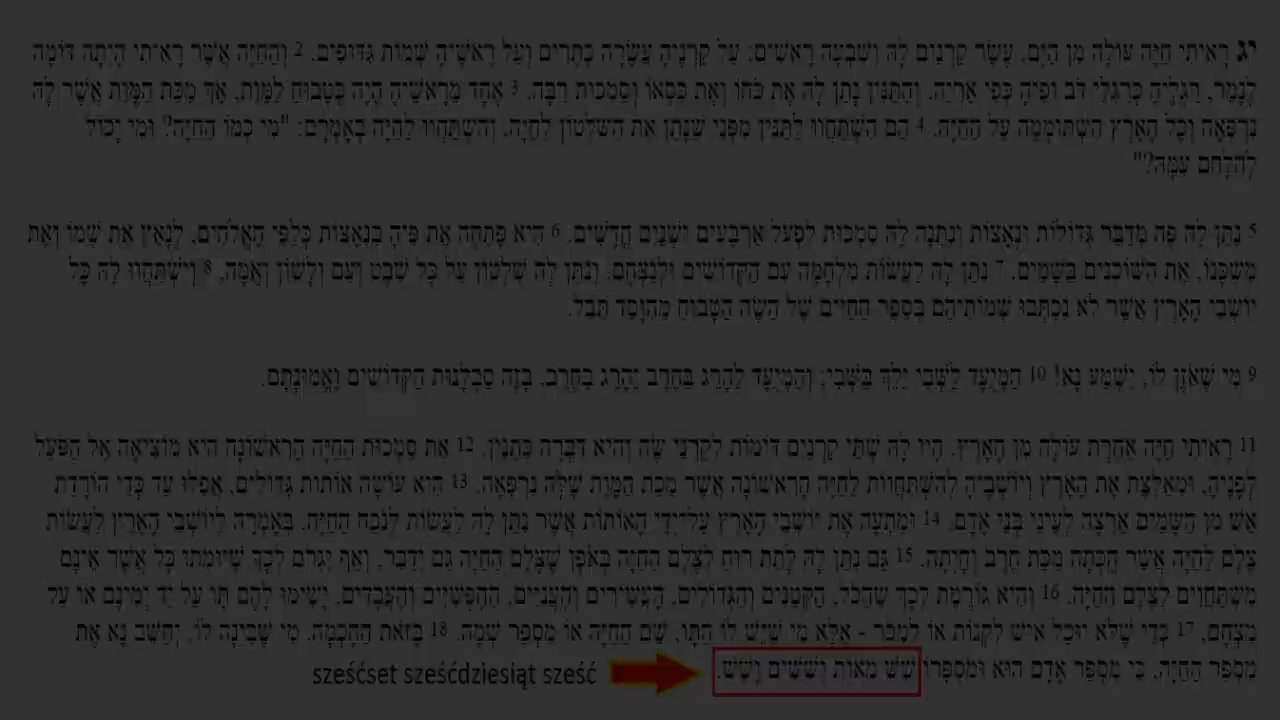 יג רָאִיתִי חַיָּה עוֹלָה מִן הַיָּם, עֶשֶׂר קַרְנַיִם לָהּ וְשִׁבְעָה רָאשִׁים; עַל קַרְנֶיהָ עֲשָׂרָה כְּתָרִים וְעַל רָאשֶׁיהָ שְׁמוֹת גִּדּוּפִים. 2 וְהַחַיָּה אֲשֶׁר רָאִיתִי הָיְתָה דּוֹמָה
לְנָמֵר, רַגְלֶיהָ כְּרַגְלֵי דֹב וּפִיהָ כְּפִי אַרְיֵה. וְהַתַּנִּין נָתַן לָהּ אֶת כֹּחוֹ וְאֶת כִּסְאוֹ וְסַמְכוּת רַבָּה. 3 אֶחָד מֵרָאשֶׁיהָ הָיָה כְּטָבוּחַ לַמָּוֶת, אַךְ מַכַּת הַמָּוֶת אֲשֶׁר לָהּ
נִרְפְּאָה וְכָל הָאָרֶץ הִשְׁתּוֹמְמָה עַל הַחַיָּה. 4 הֵם הִשְׁתַּחֲווּ לַתַּנִּין מִפְּנֵי שֶׁנָּתַן אֶת הַשִּׁלְטוֹן לַחַיָּה, וְהִשְׁתַּחֲווּ לַחַיָּה בְּאָמְרָם: "מִי כָּמוֹ הַחַיָּה? וּמִי יָכוֹל
לְהִלָּחֵם עִמָּהּ?"
5 נִתַּן לָהּ פֶּה מְדַבֵּר גְּדוֹלוֹת וּנְאָצוֹת וְנִתְּנָה לָהּ סַמְכוּת לִפְעֹל אַרְבָּעִים וּשְׁנַיִם חֳדָשִׁים. 6 הִיא פָּתְחָה אֶת פִּיהָ בִּנְאָצוֹת כְּלַפֵּי הָאֱלֹהִים, לְנָאֵץ אֶת שְׁמוֹ וְאֶת
מִשְׁכָּנוֹ, אֶת הַשּׁוֹכְנִים בַּשָּׁמַיִם. 7 נִתַּן לָהּ לַעֲשׂוֹת מִלְחָמָה עִם הַקְּדוֹשִׁים וּלְנַצְּחָם, וְנִתַּן לָהּ שִׁלְטוֹן עַל כָּל שֵׁבֶט וְעַם וְלָשׁוֹן וְאֻמָּה, 8 וְיִשְׁתַּחֲווּ לָהּ כָּל
יוֹשְׁבֵי הָאָרֶץ אֲשֶׁר לֹא נִכְתְּבוּ שְׁמוֹתֵיהֶם בְּסֵפֶר הַחַיִּים שֶׁל הַשֶּׂה הַטָּבוּחַ מֵהִוָּסֵד תֵּבֵל.
9 מִי שֶׁאֹזֶן לוֹ, יִשְׁמַע נָא! 10 הַמְיֻעָד לַשְּׁבִי יֵלֵךְ בַּשְּׁבִי; וְהַמְיֻעָד לַהֶרֶג בַּחֶרֶב יֵהָרֵג בַּחֶרֶב, בָּזֶה סַבְלָנוּת הַקְּדוֹשִׁים וֶאֱמוּנָתָם.
11 רָאִיתִי חַיָּה אַחֶרֶת עוֹלָה מִן הָאָרֶץ. הָיוּ לָהּ שְׁתֵּי קַרְנַיִם דּוֹמוֹת לְקַרְנֵי שֶׂה וְהִיא דִּבְּרָה כְּתַנִּין. 12 אֶת סַמְכוּת הַחַיָּה הָרִאשׁוֹנָה הִיא מוֹצִיאָה אֶל הַפֹּעַל
לְפָנֶיהָ, וּמְאַלֶּצֶת אֶת הָאָרֶץ וְיוֹשְׁבֶיהָ לְהִשְׁתַּחֲווֹת לַחַיָּה הָרִאשׁוֹנָה אֲשֶׁר מַכַּת הַמָּוֶת שֶׁלָּהּ נִרְפְּאָה. 13 הִיא עוֹשָׂה אוֹתוֹת גְּדוֹלִים, אֲפִלּוּ עַד כְּדֵי הוֹרָדַת
אֵשׁ מִן הַשָּׁמַיִם אַרְצָה לְעֵינֵי בְּנֵי אָדָם, 14 וּמַתְעָה אֶת יוֹשְׁבֵי הָאָרֶץ עַל־יְדֵי הָאוֹתוֹת אֲשֶׁר נִתַּן לָהּ לַעֲשׂוֹת לְנֹכַח הַחַיָּה, בְּאָמְרָהּ לְיוֹשְׁבֵי הָאָרֶץ לַעֲשׂוֹת
צֶלֶם לַחַיָּה אֲשֶׁר הֻכְּתָה מַכַּת חֶרֶב וְחָיְתָה. 15 גַּם נִתַּן לָהּ לָתֵת רוּחַ לְצֶלֶם הַחַיָּה בְּאֹפֶן שֶׁצֶּלֶם הַחַיָּה גַּם יְדַבֵּר, וְאַף יִגְרֹם לְכָךְ שֶׁיּוּמְתוּ כָּל אֲשֶׁר אֵינָם
מִשְׁתַּחֲוִים לְצֶלֶם הַחַיָּה. 16 וְהִיא גּוֹרֶמֶת לְכָךְ שֶׁהַכֹּל, הַקְּטַנִּים וְהַגְּדוֹלִים, הָעֲשִׁירִים וְהָעֲנִיִּים, הַחָפְשִׁיִּים וְהָעֲבָדִים, יָשִׂימוּ לָהֶם תָּו עַל יַד יְמִינָם אוֹ עַל
מִצְחָם, 17 כְּדֵי שֶׁלֹּא יוּכַל אִישׁ לִקְנוֹת אוֹ לִמְכֹּר - אֶלָּא מִי שֶׁיֵּשׁ לוֹ הַתָּו, שֵׁם הַחַיָּה אוֹ מִסְפַּר שְׁמָהּ. 18 בָּזֹאת הַחָכְמָה. מִי שֶׁבִּינָה לוֹ, יְחַשֵּׁב נָא אֶת
מִסְפַּר הַחַיָּה, כִּי מִסְפַּר אָדָם הוּא וּמִסְפָּרוֹ שֵׁשׁ מֵאוֹת וְשִׁשִּׁים וָשֵׁשׁ.
sześćset sześćdziesiąt sześć